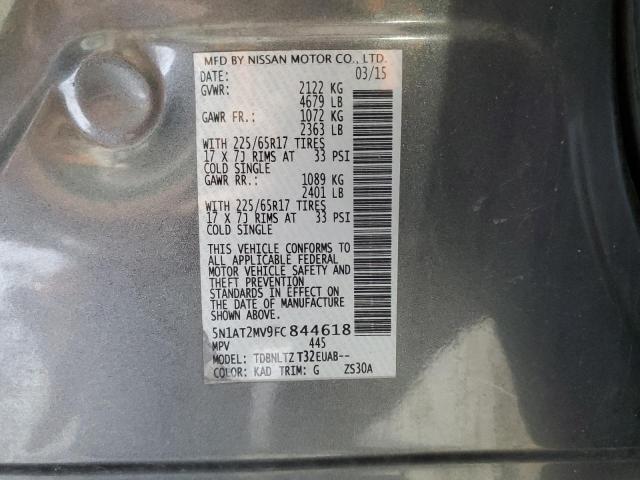 MFD BY NISSAN MOTOR CO., LTD.
DATE: 03/15
GVWR: 2122 KG
4679 LB
GAWR FR.: 1072 KG
2363 LB
WITH 225/65R17 TIRES
17 X 7J RIMS AT 33 PSI
COLD SINGLE
GAWR RR.: 1089 KG
2401 LB
WITH 225/65R17 TIRES
17 X 7J RIMS AT 33 PSI
COLD SINGLE
THIS VEHICLE CONFORMS TO
ALL APPLICABLE FEDERAL
MOTOR VEHICLE SAFETY AND
THEFT PREVENTION
STANDARDS IN EFFECT ON
THE DATE OF MANUFACTURE
SHOWN ABOVE.
5N1AT2MV9FC844618
MPV 445
MODEL: TDBNLTZ T32EUAB--
COLOR: KAD TRIM: G ZS30A